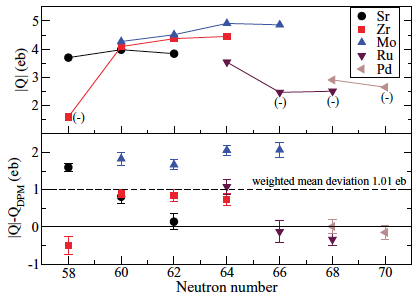 |Q| (eb)
5
4
3
2
Sr
Zr
Mo
Ru
Pd
(-)
(-)
(-)
(-)
|Q|-Q_DPM (eb)
2
1
0
-1
weighted mean deviation 1.01 eb
58 60 62 64 66 68 70
Neutron number